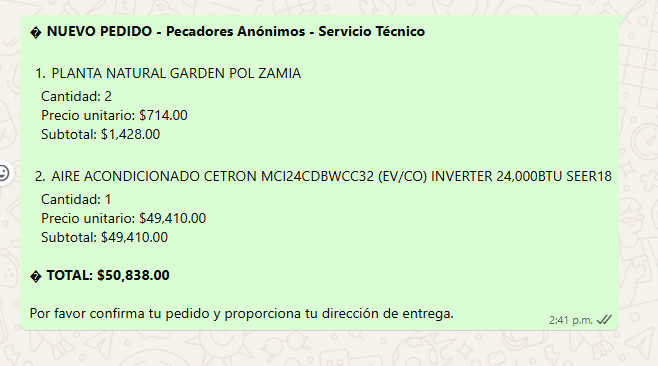 � NUEVO PEDIDO - Pecadores Anónimos - Servicio Técnico
1. PLANTA NATURAL GARDEN POL ZAMIA
Cantidad: 2
Precio unitario: $714.00
Subtotal: $1,428.00
2. AIRE ACONDICIONADO CETRON MCI24CDBWCC32 (EV/CO) INVERTER 24,000BTU SEER18
Cantidad: 1
Precio unitario: $49,410.00
Subtotal: $49,410.00
� TOTAL: $50,838.00
Por favor confirma tu pedido y proporciona tu dirección de entrega.
2:41 p.m.